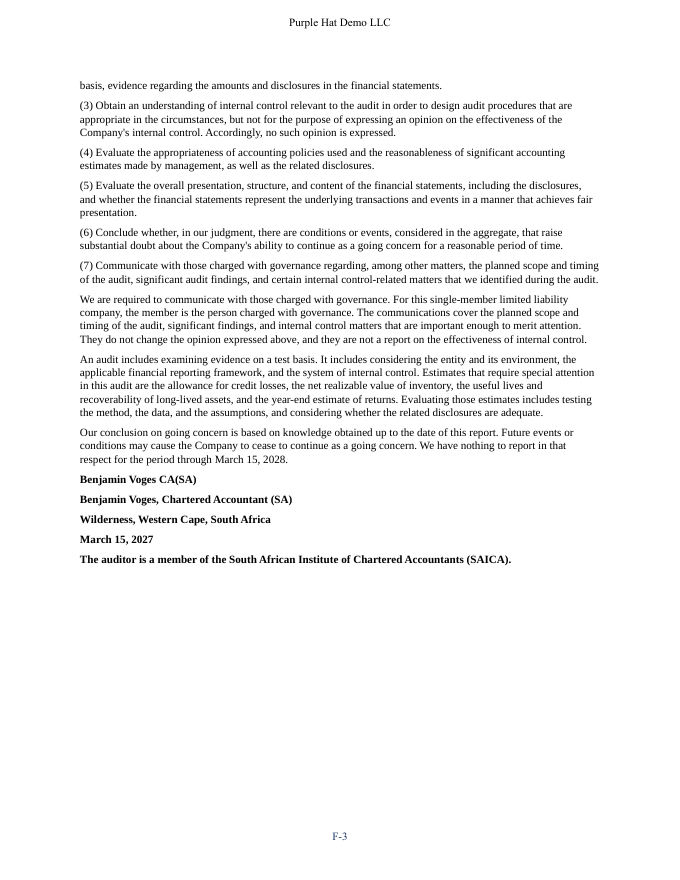 Purple Hat Demo LLC
basis, evidence regarding the amounts and disclosures in the financial statements.
(3) Obtain an understanding of internal control relevant to the audit in order to design audit procedures that are
appropriate in the circumstances, but not for the purpose of expressing an opinion on the effectiveness of the
Company's internal control. Accordingly, no such opinion is expressed.
(4) Evaluate the appropriateness of accounting policies used and the reasonableness of significant accounting
estimates made by management, as well as the related disclosures.
(5) Evaluate the overall presentation, structure, and content of the financial statements, including the disclosures,
and whether the financial statements represent the underlying transactions and events in a manner that achieves fair
presentation.
(6) Conclude whether, in our judgment, there are conditions or events, considered in the aggregate, that raise
substantial doubt about the Company's ability to continue as a going concern for a reasonable period of time.
(7) Communicate with those charged with governance regarding, among other matters, the planned scope and timing
of the audit, significant audit findings, and certain internal control-related matters that we identified during the audit.
We are required to communicate with those charged with governance. For this single-member limited liability
company, the member is the person charged with governance. The communications cover the planned scope and
timing of the audit, significant findings, and internal control matters that are important enough to merit attention.
They do not change the opinion expressed above, and they are not a report on the effectiveness of internal control.
An audit includes examining evidence on a test basis. It includes considering the entity and its environment, the
applicable financial reporting framework, and the system of internal control. Estimates that require special attention
in this audit are the allowance for credit losses, the net realizable value of inventory, the useful lives and
recoverability of long-lived assets, and the year-end estimate of returns. Evaluating those estimates includes testing
the method, the data, and the assumptions, and considering whether the related disclosures are adequate.
Our conclusion on going concern is based on knowledge obtained up to the date of this report. Future events or
conditions may cause the Company to cease to continue as a going concern. We have nothing to report in that
respect for the period through March 15, 2028.
Benjamin Voges CA(SA)
Benjamin Voges, Chartered Accountant (SA)
Wilderness, Western Cape, South Africa
March 15, 2027
The auditor is a member of the South African Institute of Chartered Accountants (SAICA).
F-3